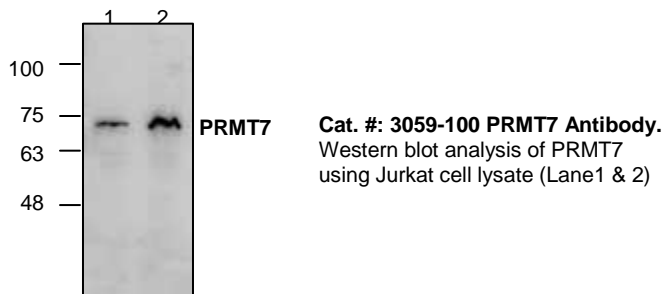 1 2
100
75
63
48
PRMT7
Cat. #: 3059-100 PRMT7 Antibody.
Western blot analysis of PRMT7
using Jurkat cell lysate (Lane1 & 2)